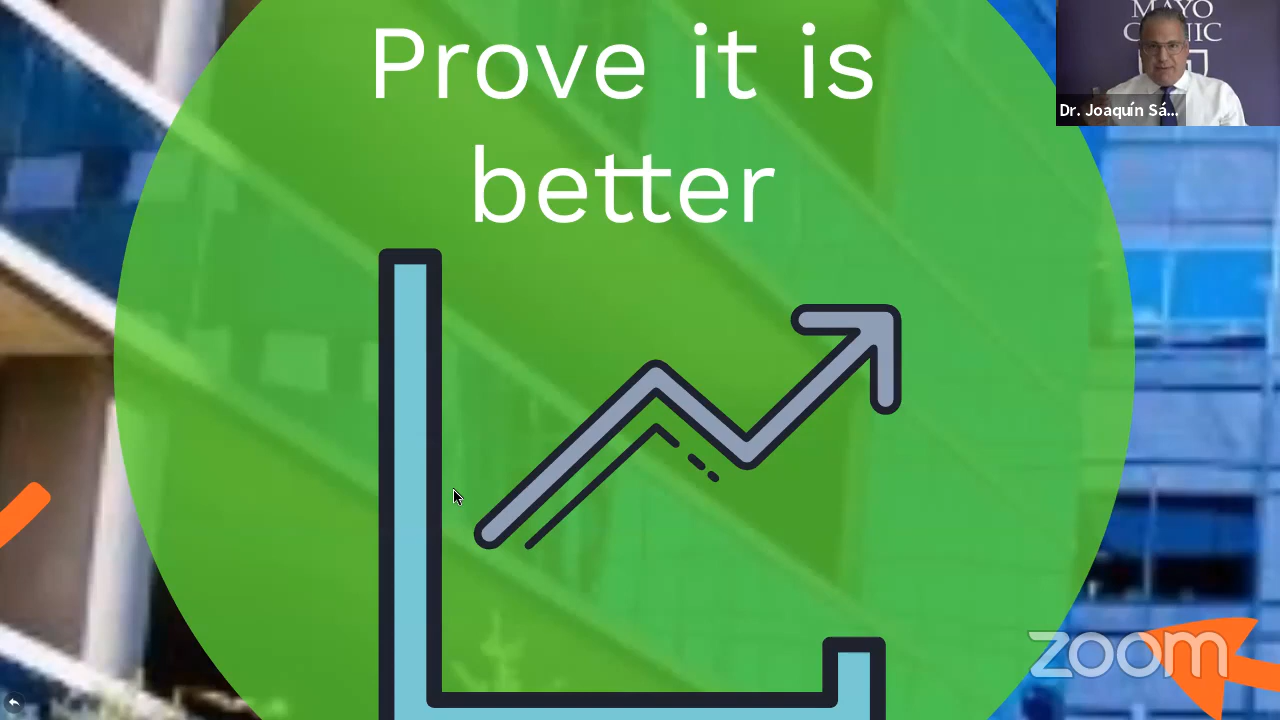 Prove it is
better
MAYO
CLINIC
Dr. Joaquín Sá...
zoom